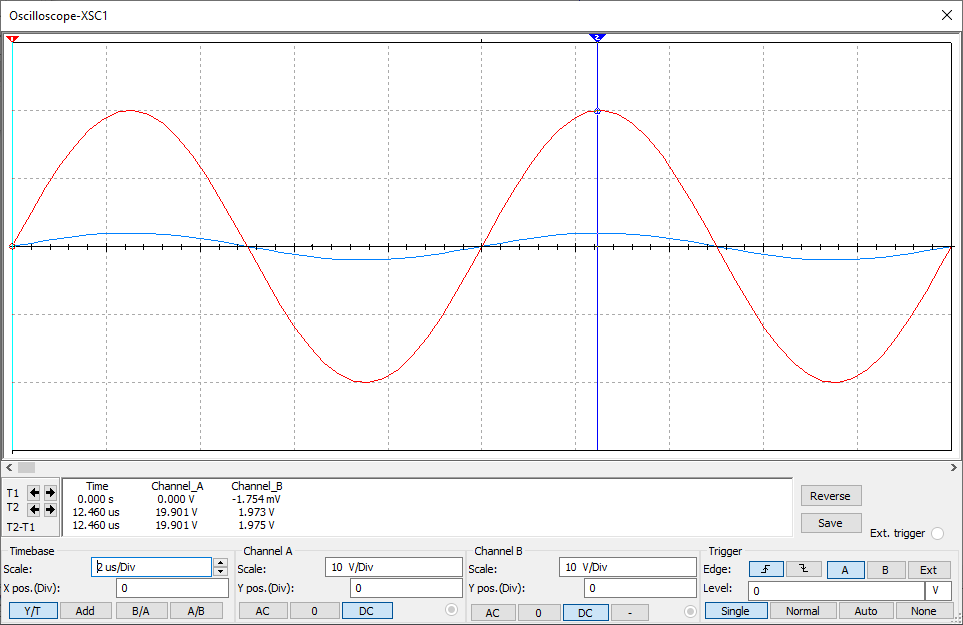 Oscilloscope-XSC1
1
2
Time Channel_A Channel_B
T1 0.000 s 0.000 V -1.754 mV
T2 12.460 us 19.901 V 1.973 V
T2-T1 12.460 us 19.901 V 1.975 V
Reverse
Save
Ext. trigger
Timebase
Scale: 2 us/Div
X pos.(Div): 0
Y/T Add B/A A/B
Channel A
Scale: 10 V/Div
Y pos.(Div): 0
AC 0 DC
Channel B
Scale: 10 V/Div
Y pos.(Div): 0
AC 0 DC -
Trigger
Edge: A B Ext
Level: 0 V
Single Normal Auto None